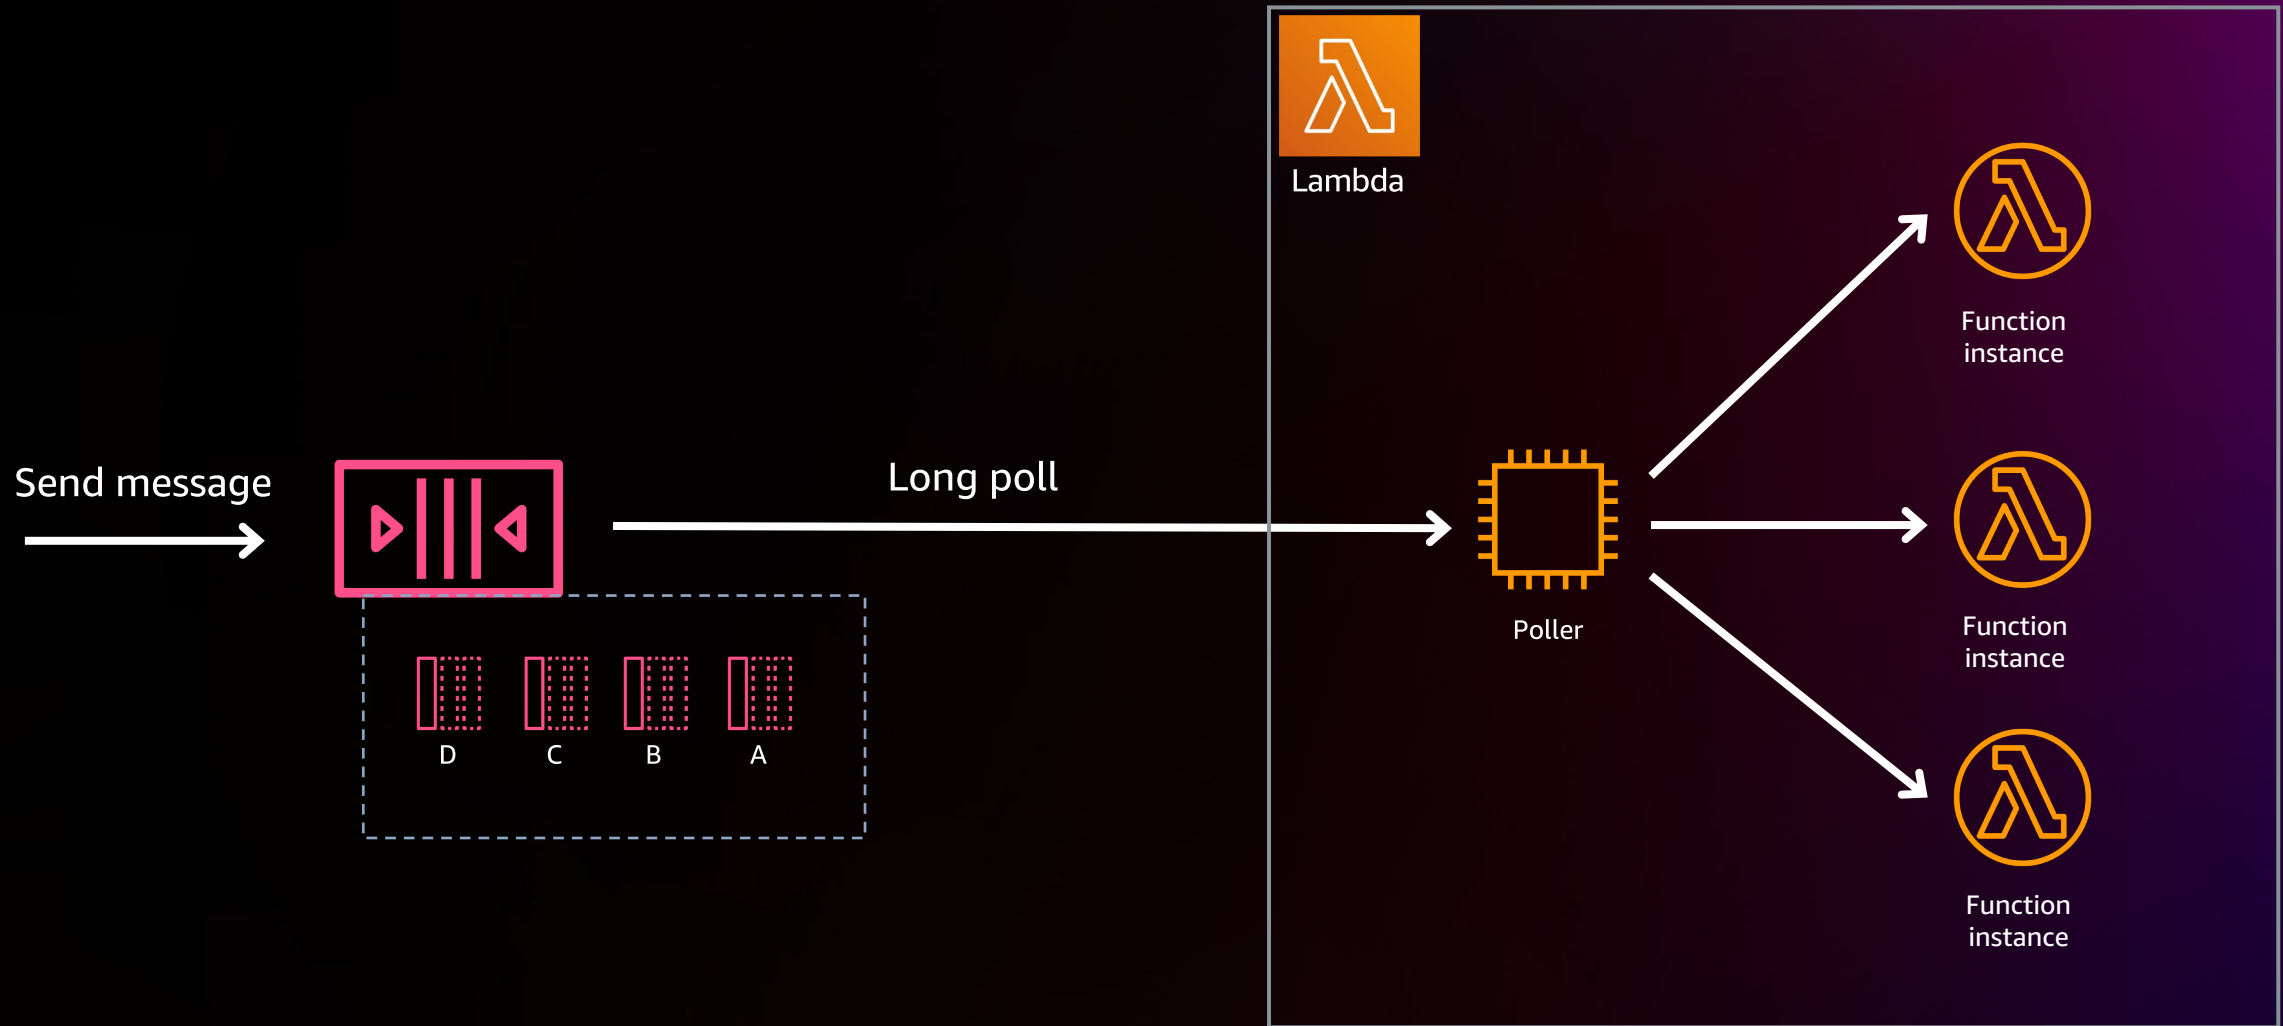 Lambda
Function
instance
Send message
Long poll
Poller
Function
instance
D C B A
Function
instance